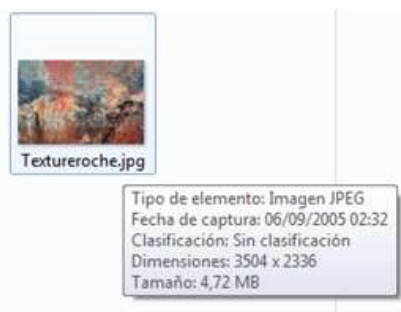 Textureroche.jpg
Tipo de elemento: Imagen JPEG
Fecha de captura: 06/09/2005 02:32
Clasificación: Sin clasificación
Dimensiones: 3504 x 2336
Tamaño: 4,72 MB